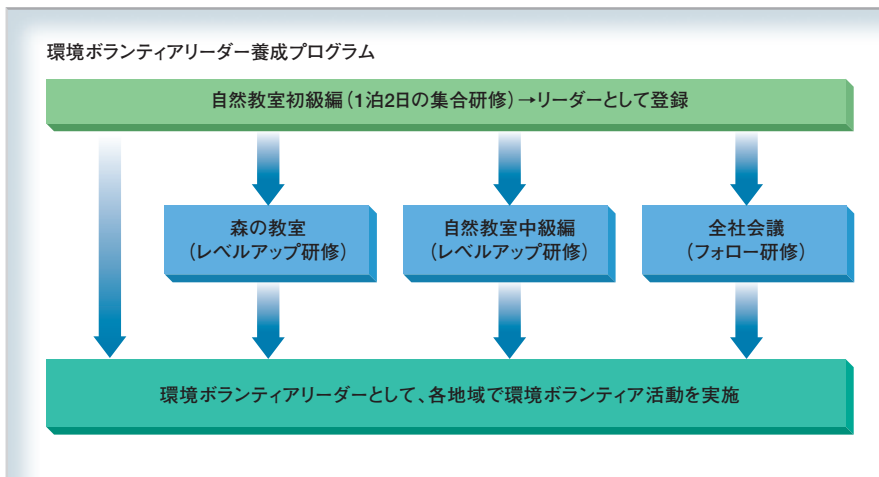 環境ボランティアリーダー養成プログラム
自然教室初級編(1泊2日の集合研修)→リーダーとして登録
森の教室
(レベルアップ研修)
自然教室中級編
(レベルアップ研修)
全社会議
(フォロー研修)
環境ボランティアリーダーとして、各地域で環境ボランティア活動を実施